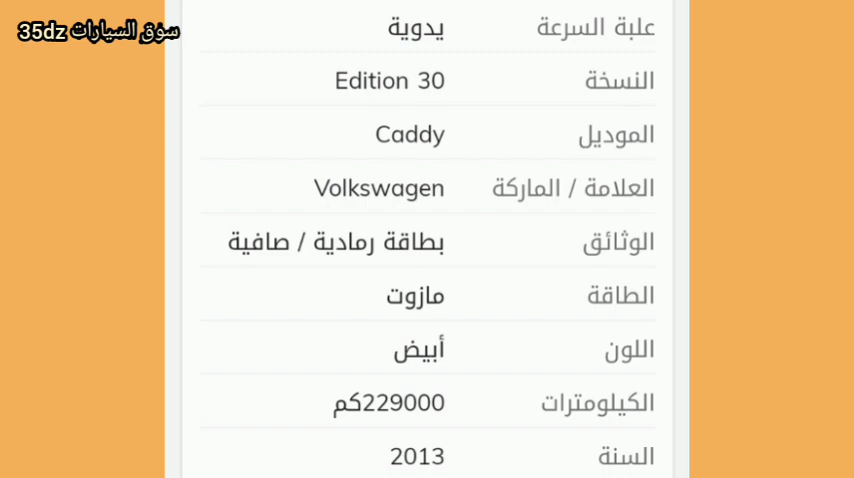 سوق السيارات 35dz
علبة السرعة يدوية
النسخة Edition 30
الموديل Caddy
العلامة / الماركة Volkswagen
الوثائق بطاقة رمادية / صافية
الطاقة مازوت
اللون أبيض
الكيلومترات 229000كم
السنة 2013